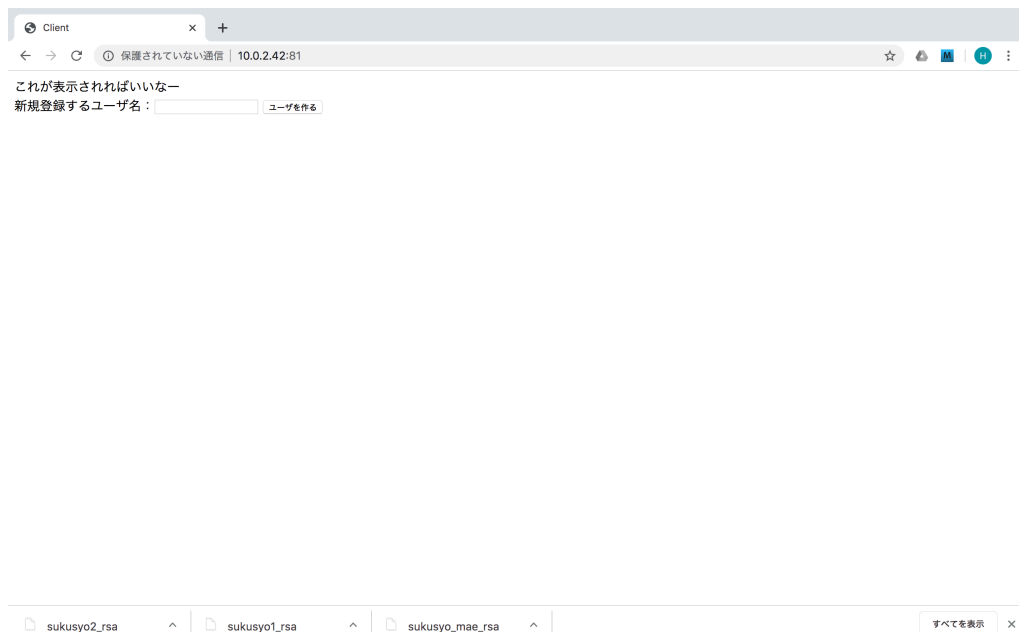 Client
保護されていない通信 10.0.2.42:81
M
H
これが表示されればいいなー
新規登録するユーザ名：
ユーザを作る
sukusyo2_rsa
sukusyo1_rsa
sukusyo_mae_rsa
すべてを表示